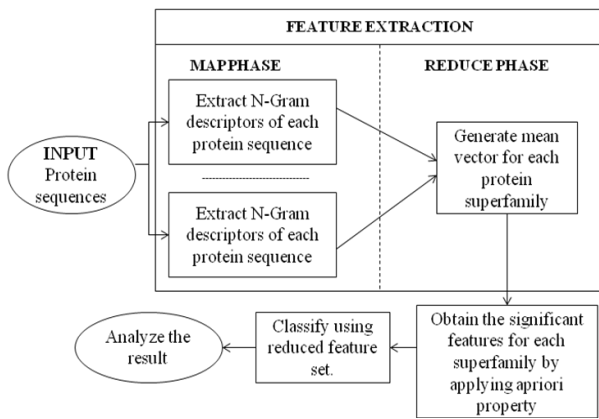 FEATURE EXTRACTION
MAPPHASE
REDUCE PHASE
INPUT
Protein
sequences
Extract N-Gram
descriptors of each
protein sequence
Extract N-Gram
descriptors of each
protein sequence
Generate mean
vector for each
protein
superfamily
Obtain the significant
features for each
superfamily by
applying apriori
property
Classify using
reduced feature
set.
Analyze the
result